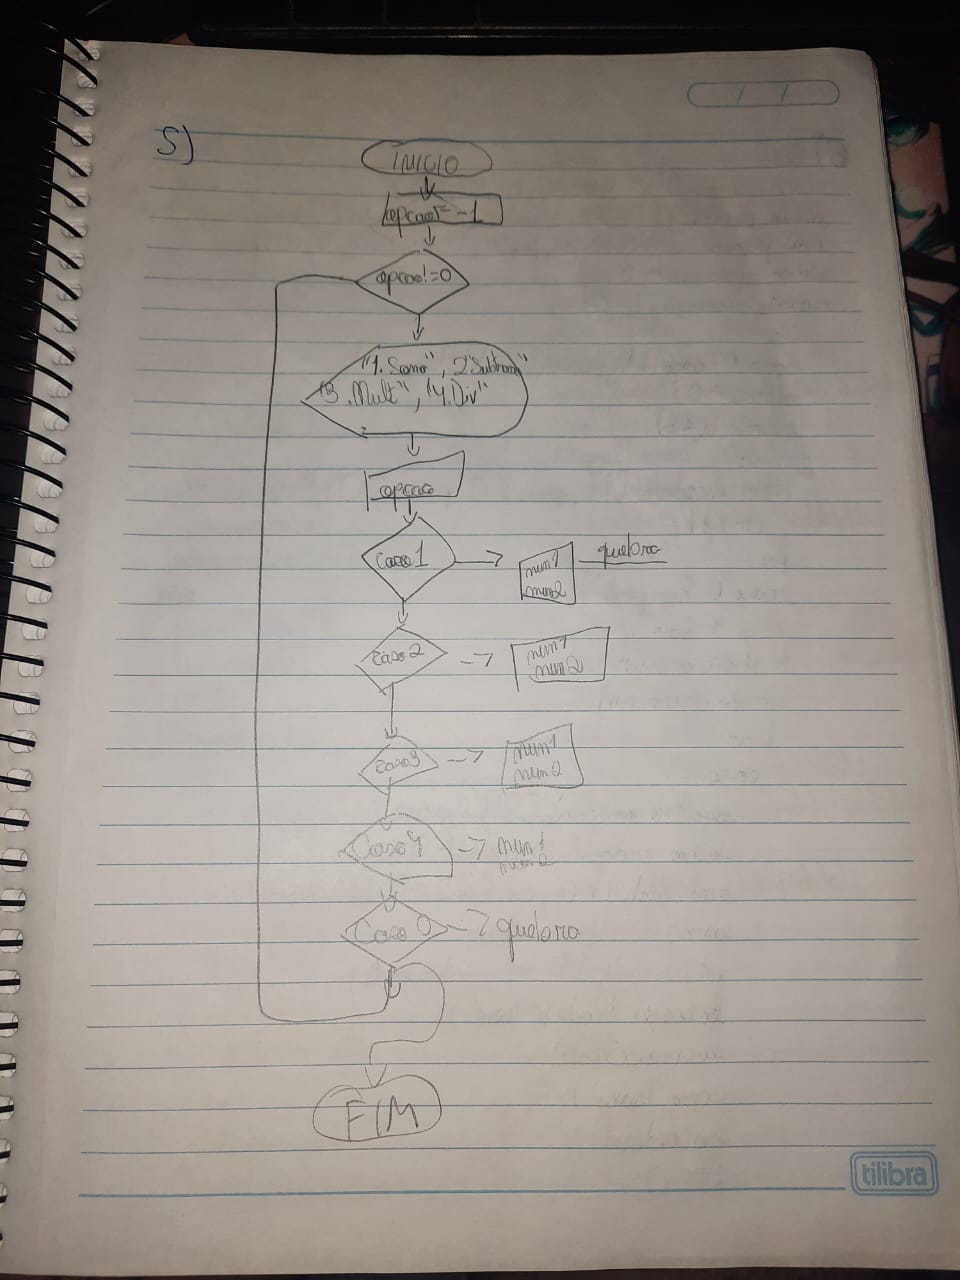 5)
INICIO
opcao = -1
opcao != 0
"1. Soma", 2"Subtracao"
"3. Mult", "4. Div"
opcao
Caso 1
num1
num2
quebra
Caso 2
num1
num2
Caso 3
num1
num2
Caso 4
num1
num2
Caso 0
quebra
FIM
tilibra